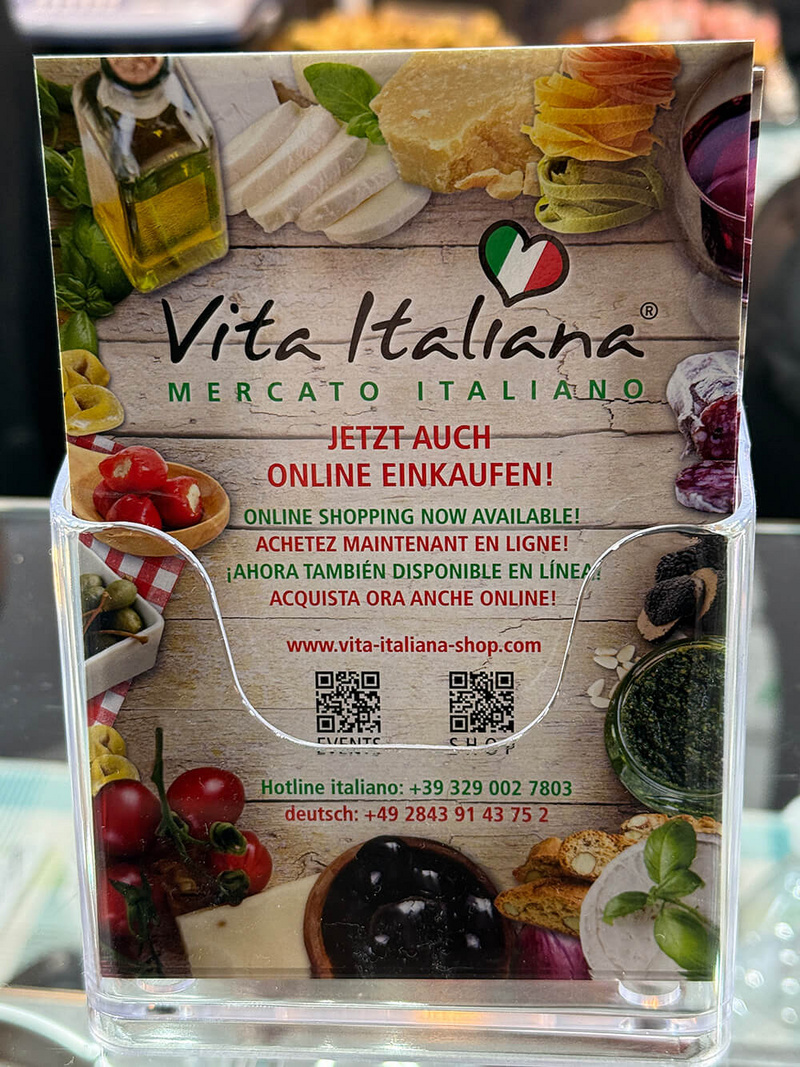 Vita Italiana®
MERCATO ITALIANO
JETZT AUCH
ONLINE EINKAUFEN!
ONLINE SHOPPING NOW AVAILABLE!
ACHETEZ MAINTENANT EN LIGNE!
¡AHORA TAMBIÉN DISPONIBLE EN LÍNEA!
ACQUISTA ORA ANCHE ONLINE!
www.vita-italiana-shop.com
EVENTS SHOP
Hotline italiano: +39 329 002 7803
deutsch: +49 2843 91 43 75 2